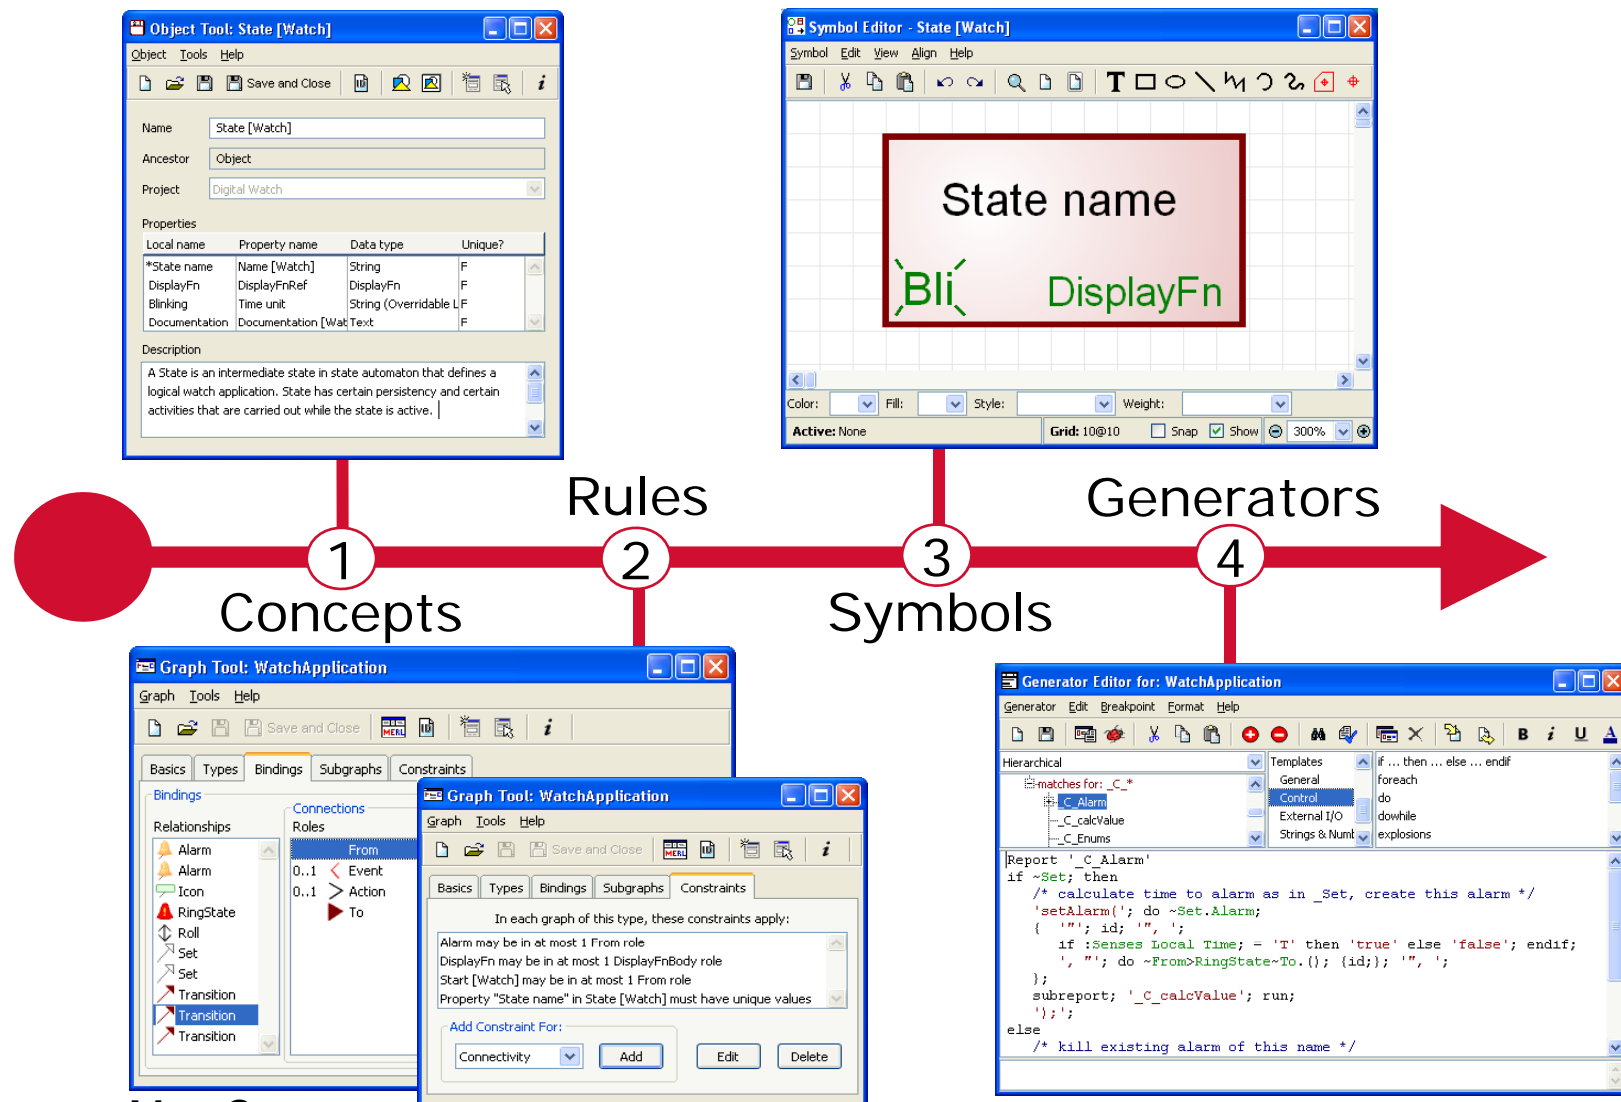 Object Tool: State [Watch]
Object Tools Help
Save and Close
Name State [Watch]
Ancestor Object
Project Digital Watch
Properties
Local name Property name Data type Unique?
*State name Name [Watch] String F
DisplayFn DisplayFnRef DisplayFn F
Blinking Time unit String (Overridable L F
Documentation Documentation [Wat Text F
Description
A State is an intermediate state in state automaton that defines a
logical watch application. State has certain persistency and certain
activities that are carried out while the state is active.
Symbol Editor - State [Watch]
Symbol Edit View Align Help
State name
Bli DisplayFn
Color: Fill: Style: Weight:
Active: None Grid: 10@10 Snap Show 300%
Rules
Generators
1 2 3 4
Concepts
Symbols
Graph Tool: WatchApplication
Graph Tools Help
Save and Close MERL
Basics Types Bindings Subgraphs Constraints
Bindings
Connections
Relationships Roles
Alarm From
Alarm 0..1 Event
Icon 0..1 Action
RingState To
Roll
Set
Set
Transition
Transition
Transition
Graph Tool: WatchApplication
Graph Tools Help
Save and Close MERL
Basics Types Bindings Subgraphs Constraints
In each graph of this type, these constraints apply:
Alarm may be in at most 1 From role
DisplayFn may be in at most 1 DisplayFnBody role
Start [Watch] may be in at most 1 From role
Property "State name" in State [Watch] must have unique values
Add Constraint For:
Connectivity Add Edit Delete
Generator Editor for: WatchApplication
Generator Edit Breakpoint Format Help
B i U A
Hierarchical Templates if ... then ... else ... endif
matches for: _C_* General foreach
_C_Alarm Control do
_C_calcValue External I/O dowhile
_C_Enums Strings & Numb explosions
Report '_C_Alarm'
if ~Set; then
/* calculate time to alarm as in _Set, create this alarm */
'setAlarm('; do ~Set.Alarm;
{ '"'; id; '", ';
if :Senses Local Time; = 'T' then 'true' else 'false'; endif;
', "'; do ~From>RingState~To.(); {id;}; '", ';
};
subreport; '_C_calcValue'; run;
');';
else
/* kill existing alarm of this name */